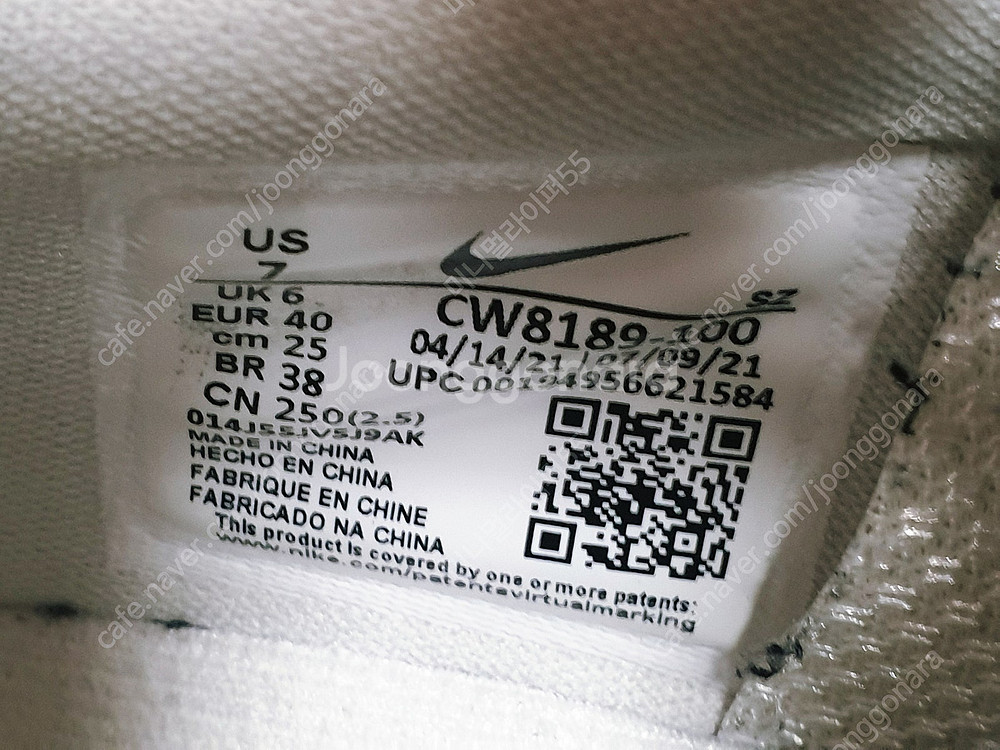 US
7
UK 6
EUR 40
cm 25
BR 38
CN 250(2.5)
014J55JV5J9AK
MADE IN CHINA
HECHO EN CHINA
FABRIQUE EN CHINE
FABRICADO NA CHINA
This product is covered by one or more patents:
www.nike.com/patentsvirtualmarking
SZ
CW8189-100
04/14/21 07/09/21
UPC 00194956621584
cafe.naver.com/joonggonara
cafe.naver.com/joonggonara
cafe.naver.com/joonggonara
cafe.naver.com/joonggonara